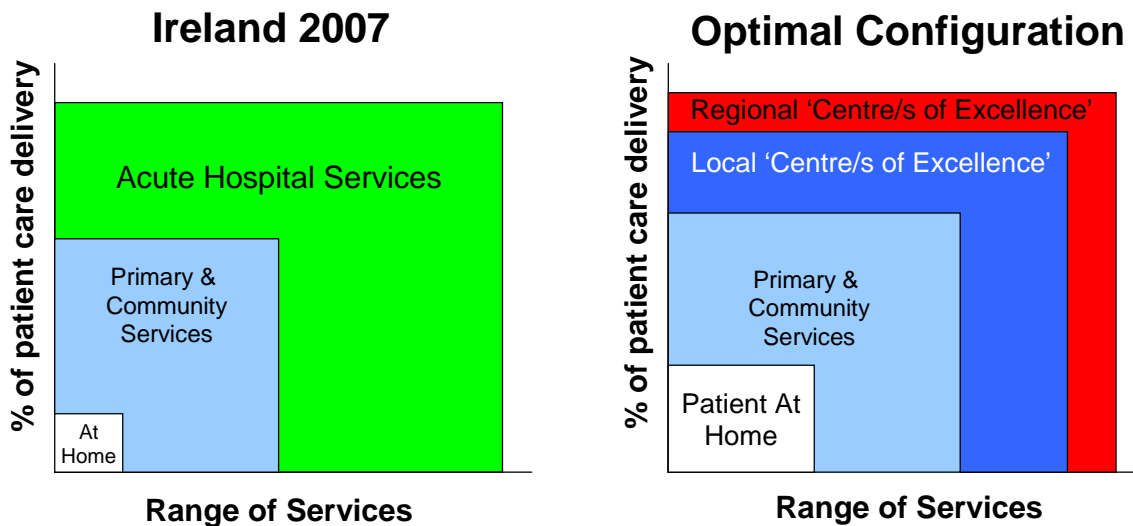 Ireland 2007
% of patient care delivery
Acute Hospital Services
Primary &
Community
Services
At
Home
Range of Services
Optimal Configuration
% of patient care delivery
Regional ‘Centre/s of Excellence’
Local ‘Centre/s of Excellence’
Primary &
Community
Services
Patient At
Home
Range of Services